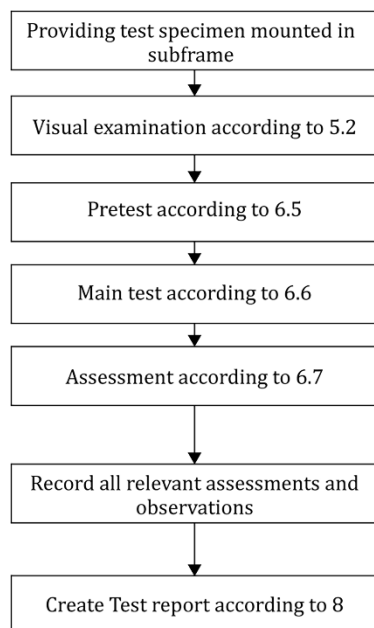 Providing test specimen mounted in
subframe
Visual examination according to 5.2
Pretest according to 6.5
Main test according to 6.6
Assessment according to 6.7
Record all relevant assessments and
observations
Create Test report according to 8